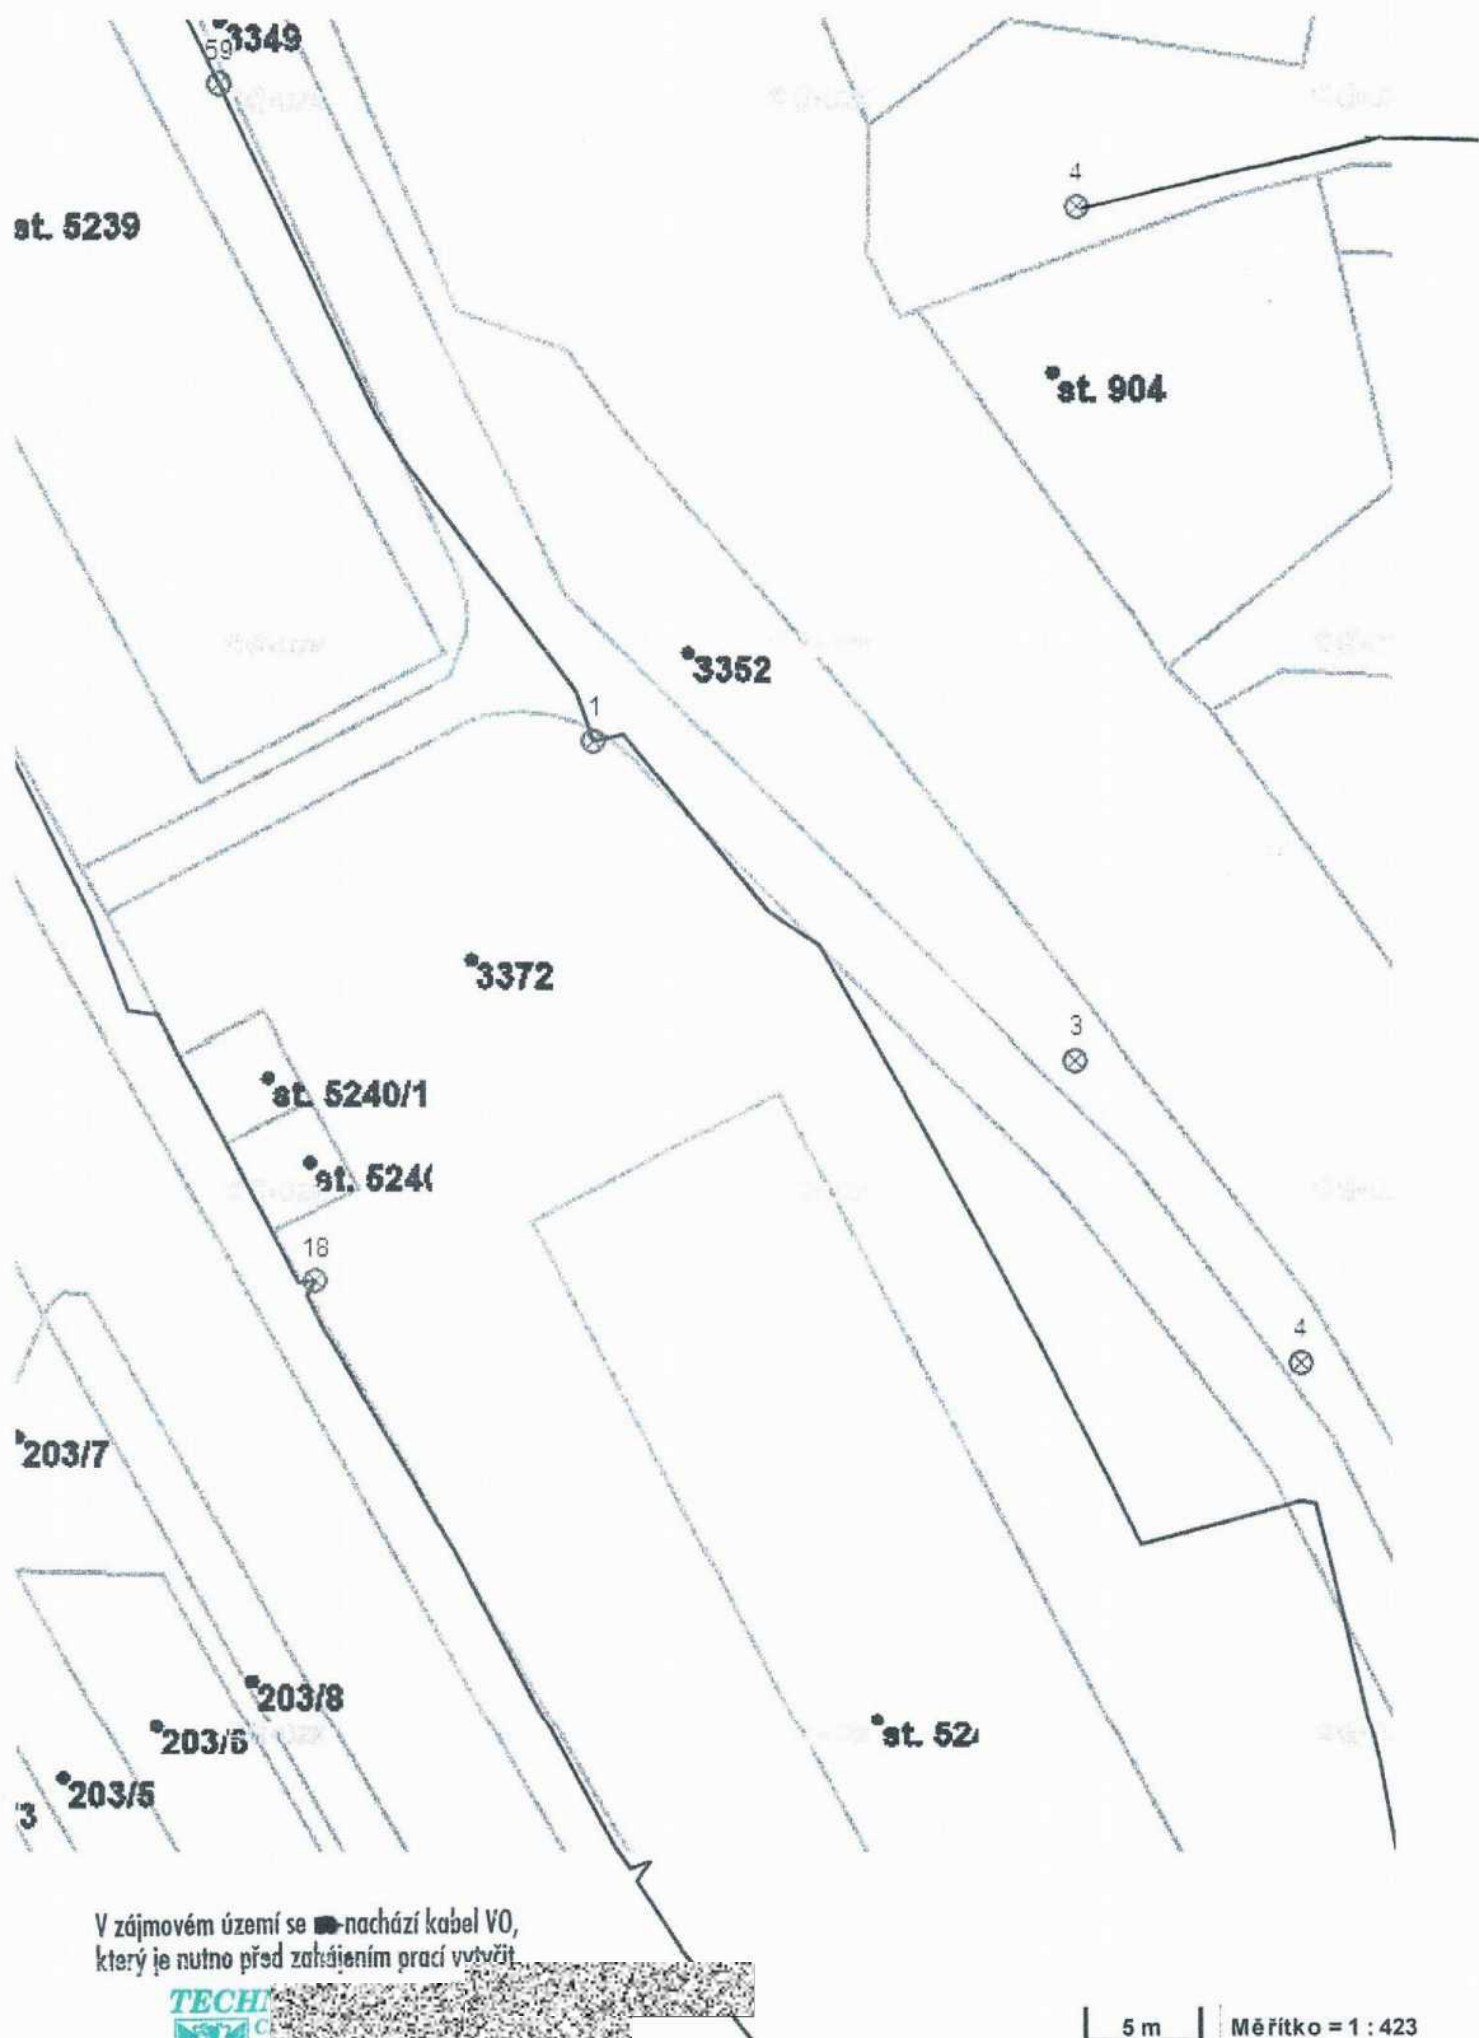 3349
59
4
st. 5239
st. 904
3352
1
3372
3
st. 5240/1
st. 524
18
4
203/7
203/8
203/6
st. 52
203/5
3
V zájmovém území se nachází kabel VO,
který je nutno před zahájením prací vytyčit
TECH
C
5 m
Měřítko = 1 : 423